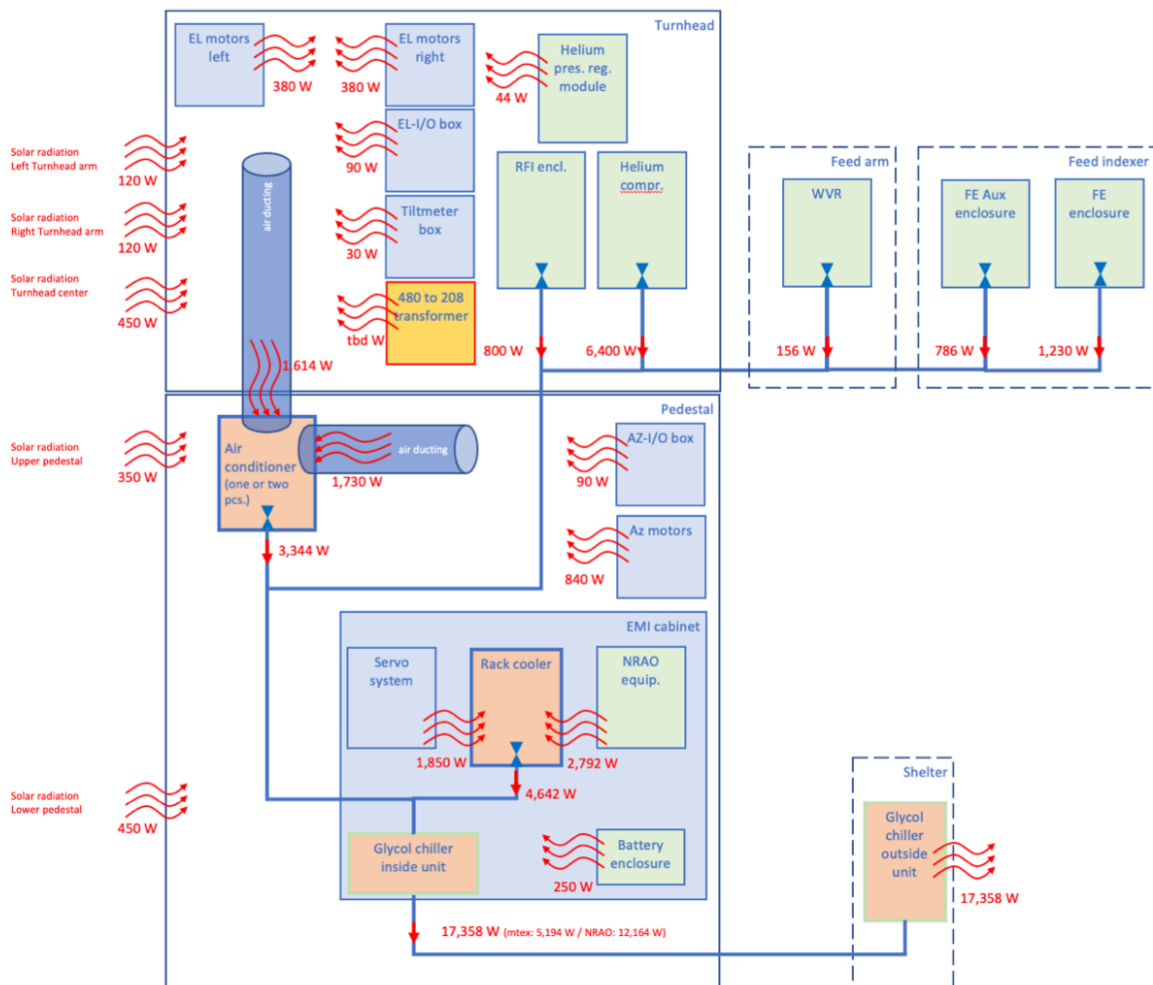 Turnhead
EL motors
left
380 W
EL motors
right
380 W
Helium
pres. reg.
module
44 W
Solar radiation
Left Turnhead arm
120 W
air ducting
EL-I/O box
90 W
RFI encl.
Helium
compr.
Feed arm
WVR
Feed indexer
FE Aux
enclosure
FE
enclosure
Solar radiation
Right Turnhead arm
120 W
Tiltmeter
box
30 W
Solar radiation
Turnhead center
450 W
480 to 208
transformer
tbd W
800 W
6,400 W
156 W
786 W
1,230 W
1,614 W
Pedestal
Solar radiation
Upper pedestal
350 W
Air
conditioner
(one or two
pcs.)
air ducting
1,730 W
AZ-I/O box
90 W
3,344 W
Az motors
840 W
EMI cabinet
Servo
system
Rack cooler
NRAO
equip.
1,850 W
2,792 W
4,642 W
Solar radiation
Lower pedestal
450 W
Glycol chiller
inside unit
Battery
enclosure
250 W
Shelter
Glycol
chiller
outside
unit
17,358 W
17,358 W (mtex: 5,194 W / NRAO: 12,164 W)